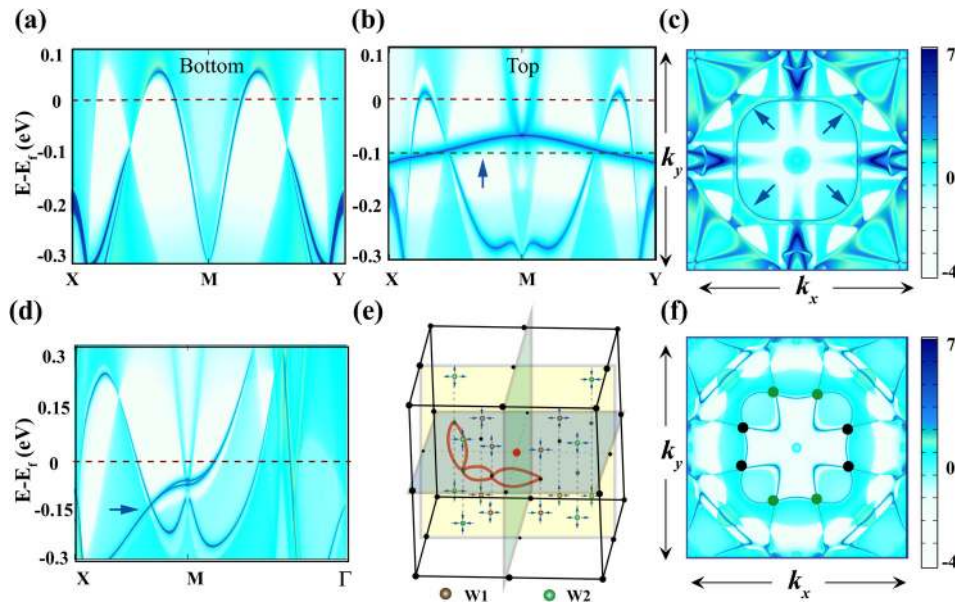 (a)
0.1
0
-0.1
-0.2
-0.3
E-E_f (eV)
Bottom
X M Y
(b)
0.1
0
-0.1
-0.2
-0.3
Top
X M Y
(c)
k_y
k_x
7
4
0
-4
(d)
0.3
0.15
0
-0.15
-0.3
E-E_f (eV)
X M Γ
(e)
W1 W2
(f)
k_y
k_x
7
4
0
-4